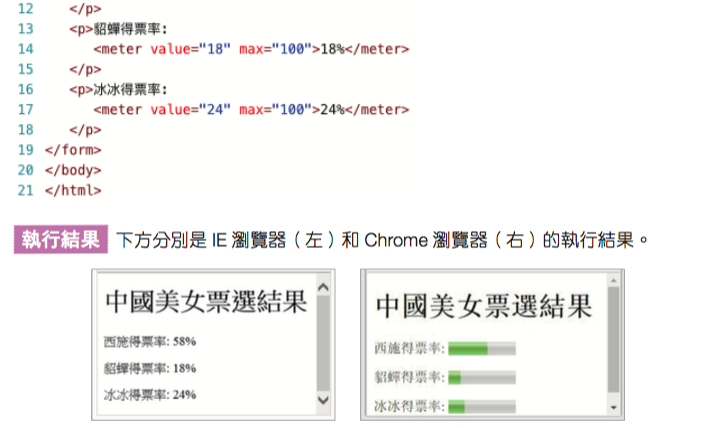 12 </p>
13 <p>貂蟬得票率:
14 <meter value="18" max="100">18%</meter>
15 </p>
16 <p>冰冰得票率:
17 <meter value="24" max="100">24%</meter>
18 </p>
19 </form>
20 </body>
21 </html>
執行結果 下方分別是 IE 瀏覽器（左）和 Chrome 瀏覽器（右）的執行結果。
中國美女票選結果
西施得票率: 58%
貂蟬得票率: 18%
冰冰得票率: 24%
中國美女票選結果
西施得票率:
貂蟬得票率:
冰冰得票率: